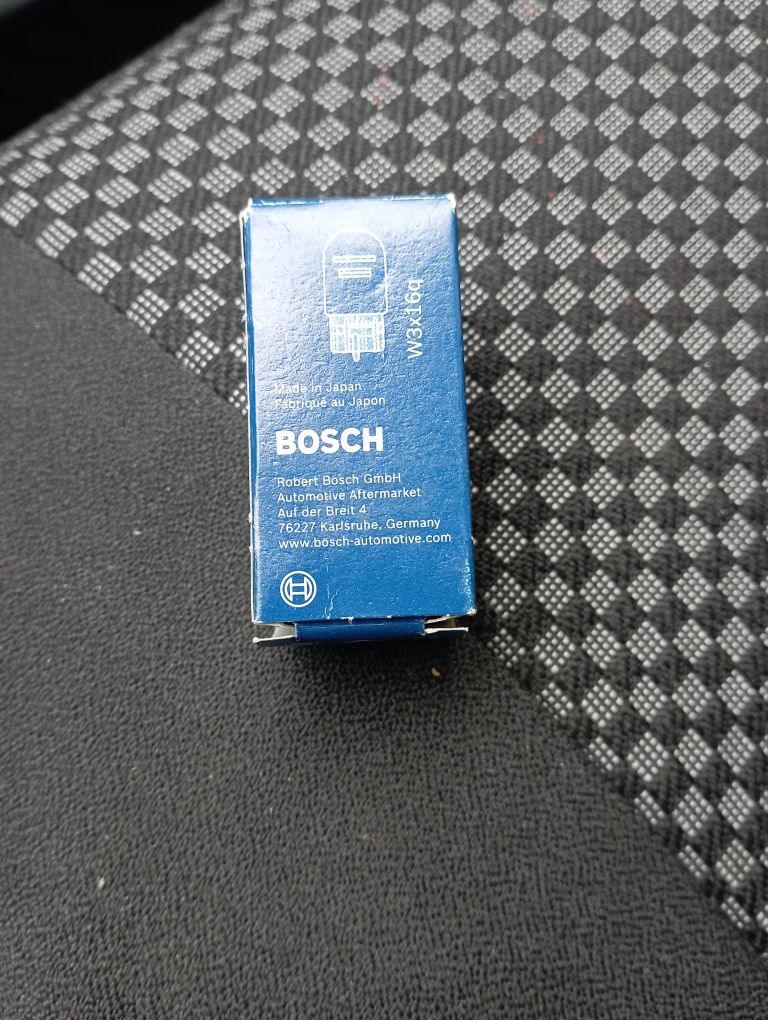 W3x16q
Made in Japan
Fabriqué au Japon
BOSCH
Robert Bosch GmbH
Automotive Aftermarket
Auf der Breit 4
76227 Karlsruhe, Germany
www.bosch-automotive.com